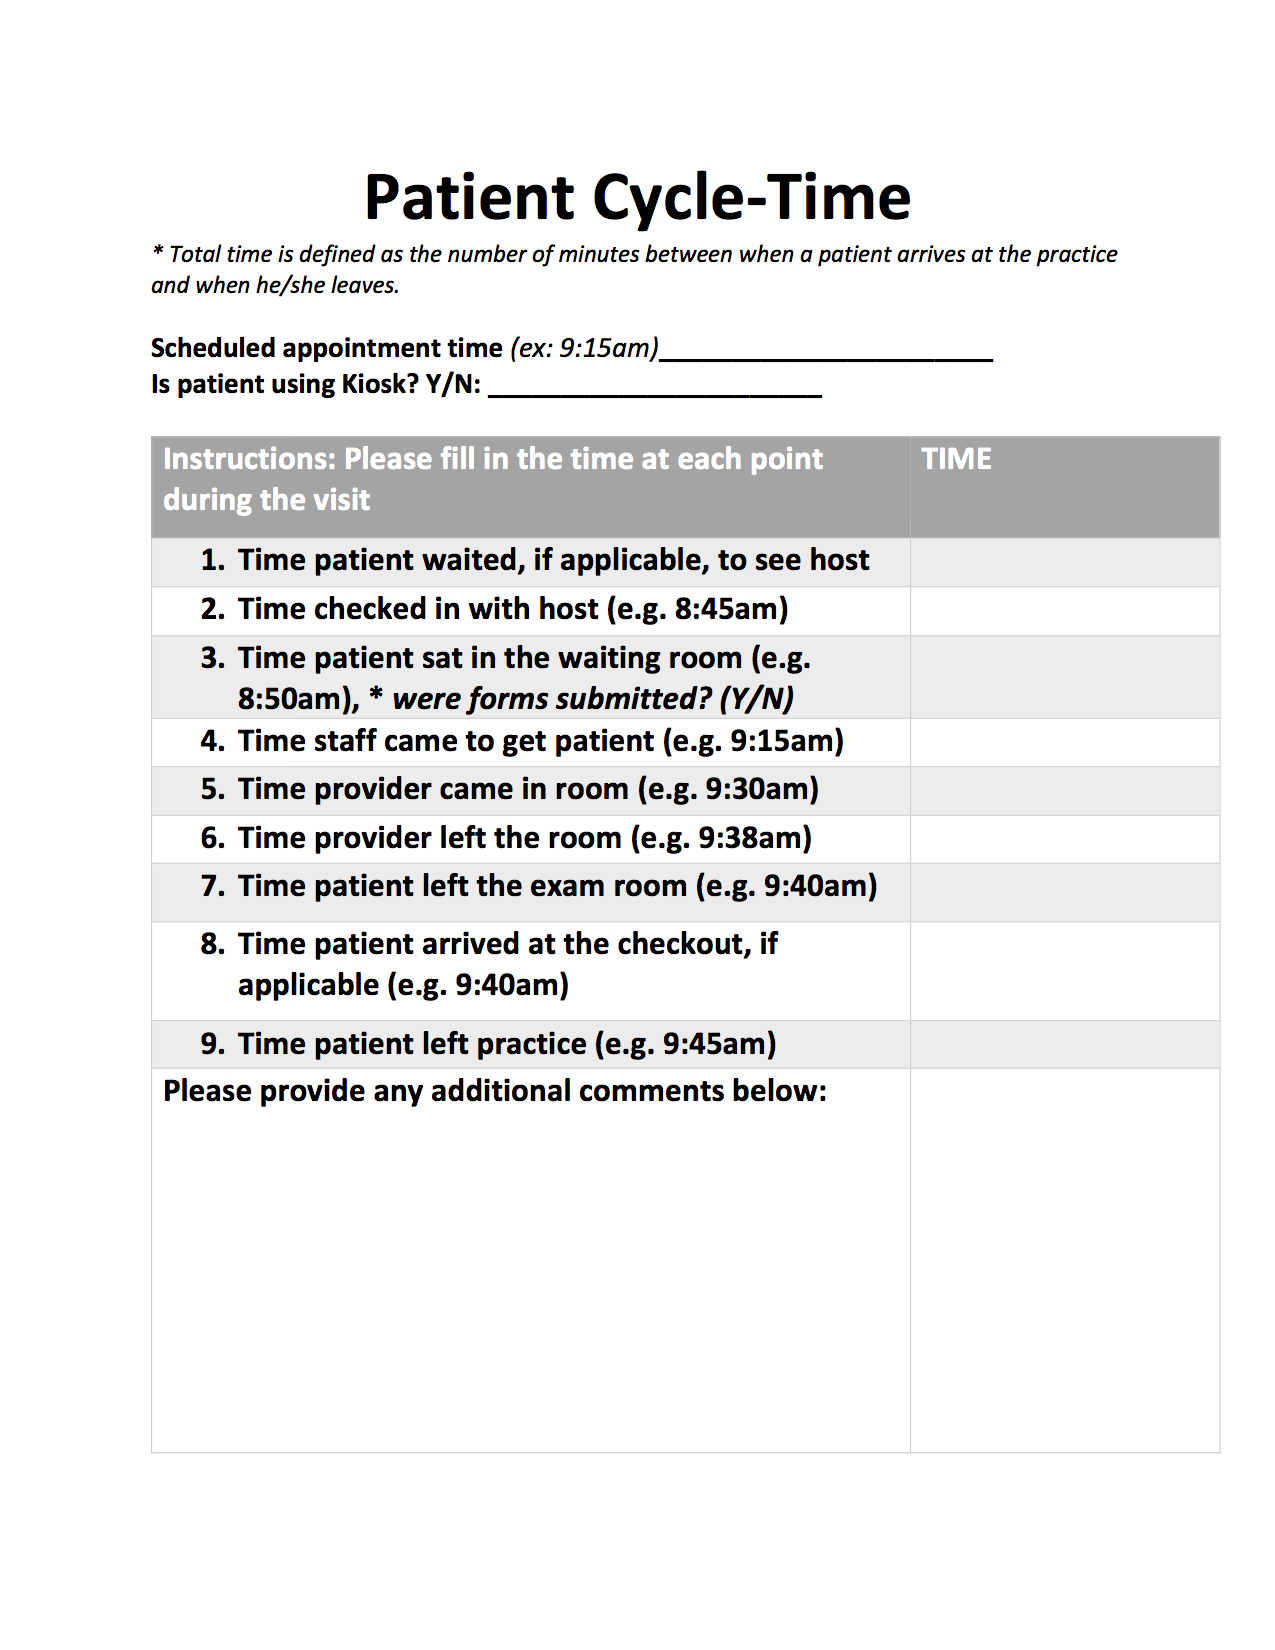 Patient Cycle-Time
* Total time is defined as the number of minutes between when a patient arrives at the practice
and when he/she leaves.
Scheduled appointment time (ex: 9:15am)_______________________
Is patient using Kiosk? Y/N: _______________________
Instructions: Please fill in the time at each point
during the visit
TIME
1. Time patient waited, if applicable, to see host
2. Time checked in with host (e.g. 8:45am)
3. Time patient sat in the waiting room (e.g.
8:50am), * were forms submitted? (Y/N)
4. Time staff came to get patient (e.g. 9:15am)
5. Time provider came in room (e.g. 9:30am)
6. Time provider left the room (e.g. 9:38am)
7. Time patient left the exam room (e.g. 9:40am)
8. Time patient arrived at the checkout, if
applicable (e.g. 9:40am)
9. Time patient left practice (e.g. 9:45am)
Please provide any additional comments below: